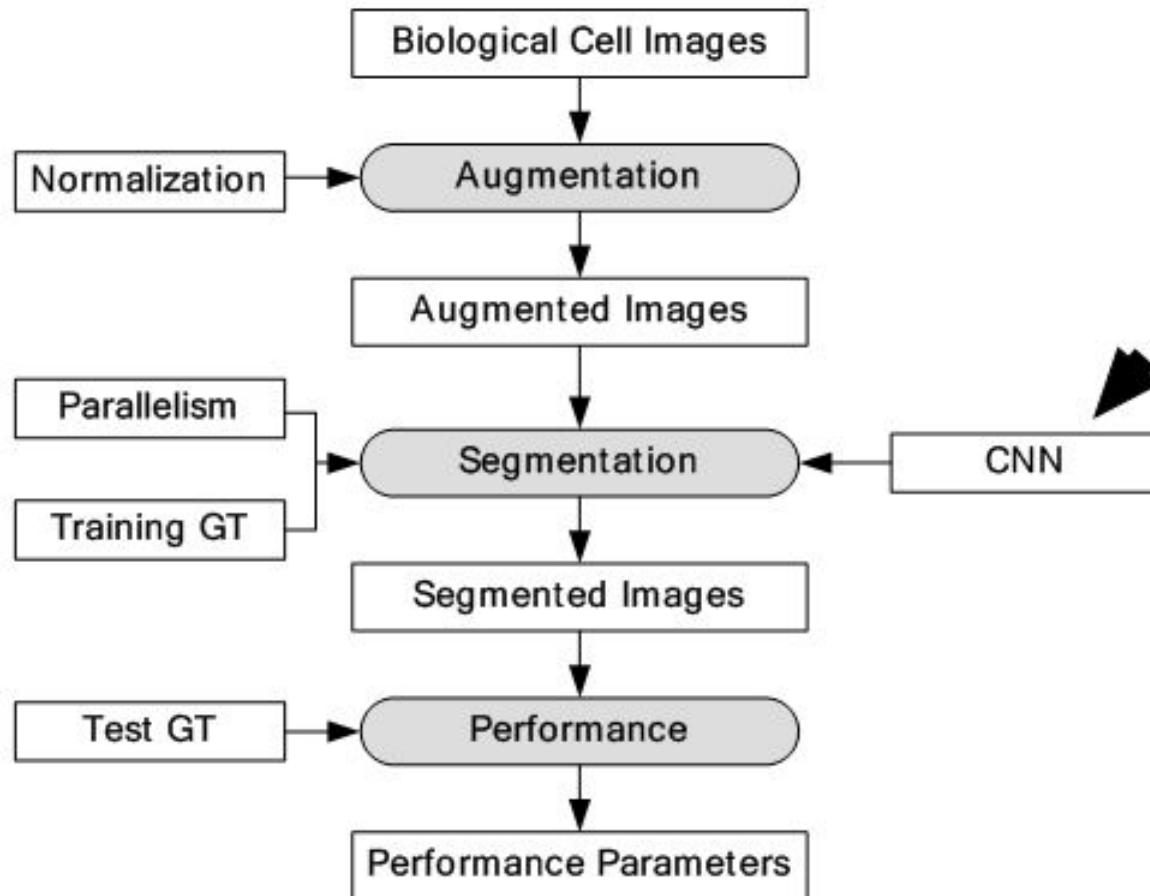 Biological Cell Images
Normalization
Augmentation
Augmented Images
Parallelism
Segmentation
CNN
Training GT
Segmented Images
Test GT
Performance
Performance Parameters